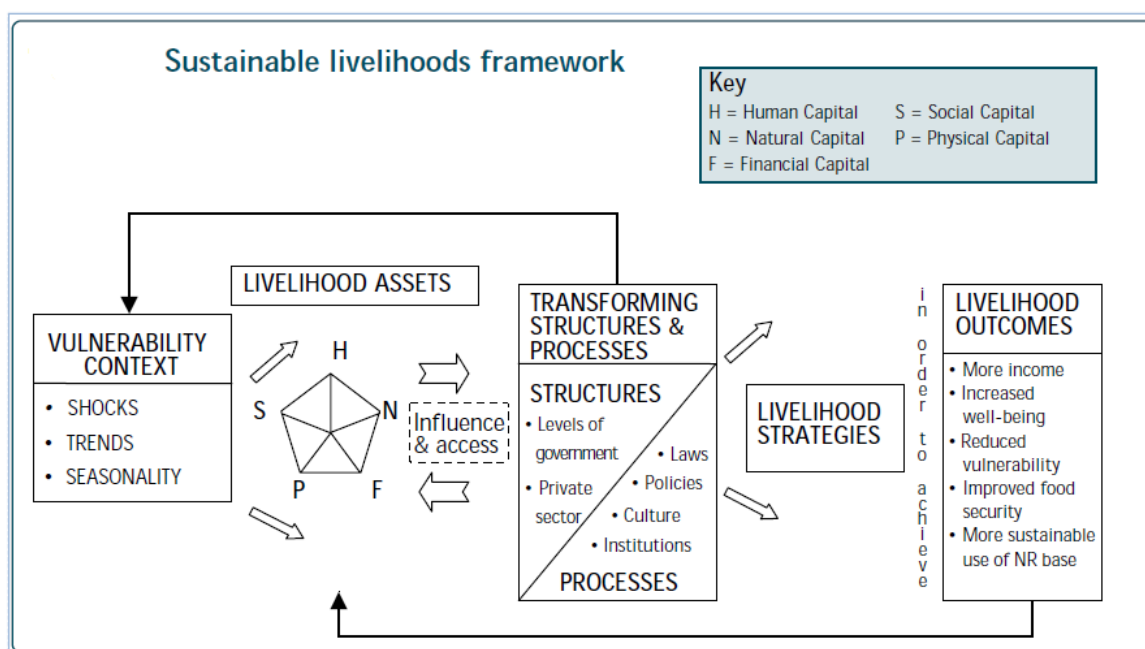 Sustainable livelihoods framework
Key
H = Human Capital S = Social Capital
N = Natural Capital P = Physical Capital
F = Financial Capital
LIVELIHOOD ASSETS
VULNERABILITY
CONTEXT
• SHOCKS
• TRENDS
• SEASONALITY
H
S
N
P
F
Influence
& access
TRANSFORMING
STRUCTURES &
PROCESSES
STRUCTURES
• Levels of
government
• Private
sector
• Laws
• Policies
• Culture
• Institutions
PROCESSES
LIVELIHOOD
STRATEGIES
in order to achieve
LIVELIHOOD
OUTCOMES
• More income
• Increased
well-being
• Reduced
vulnerability
• Improved food
security
• More sustainable
use of NR base